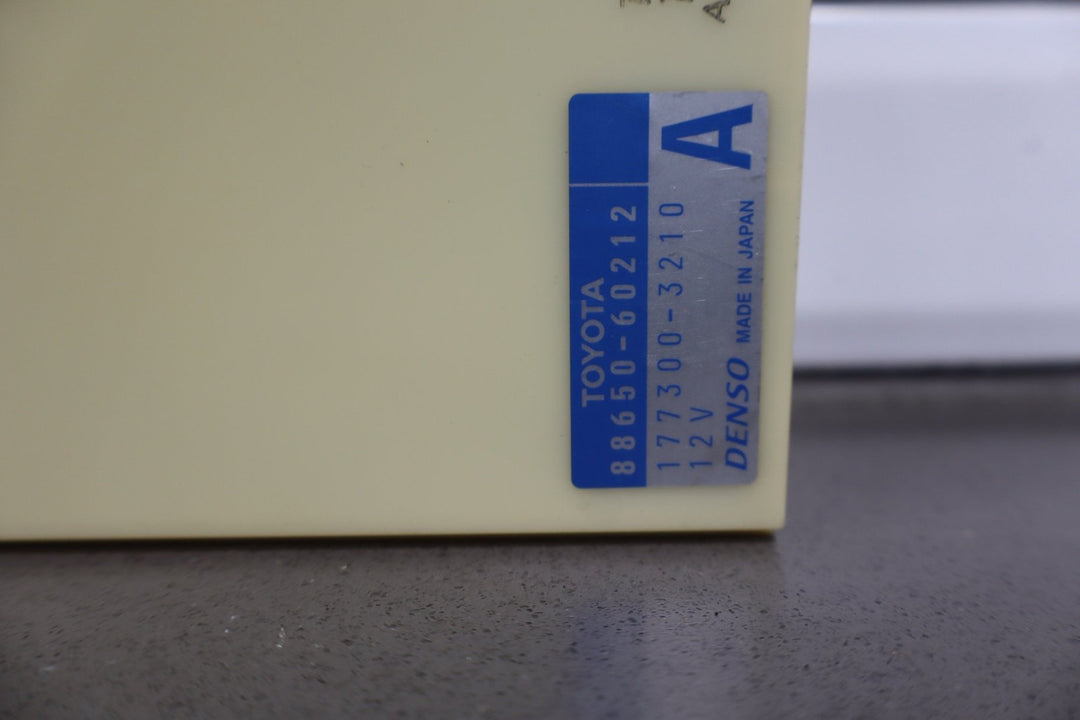 TOYOTA
88650-60212
177300-3210
12V A
DENSO MADE IN JAPAN
A